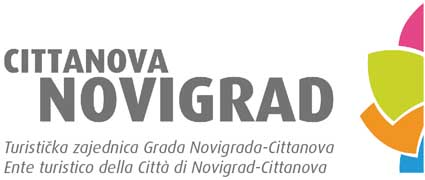 CITTANOVA
NOVIGRAD
Turistička zajednica Grada Novigrada-Cittanova
Ente turistico della Città di Novigrad-Cittanova